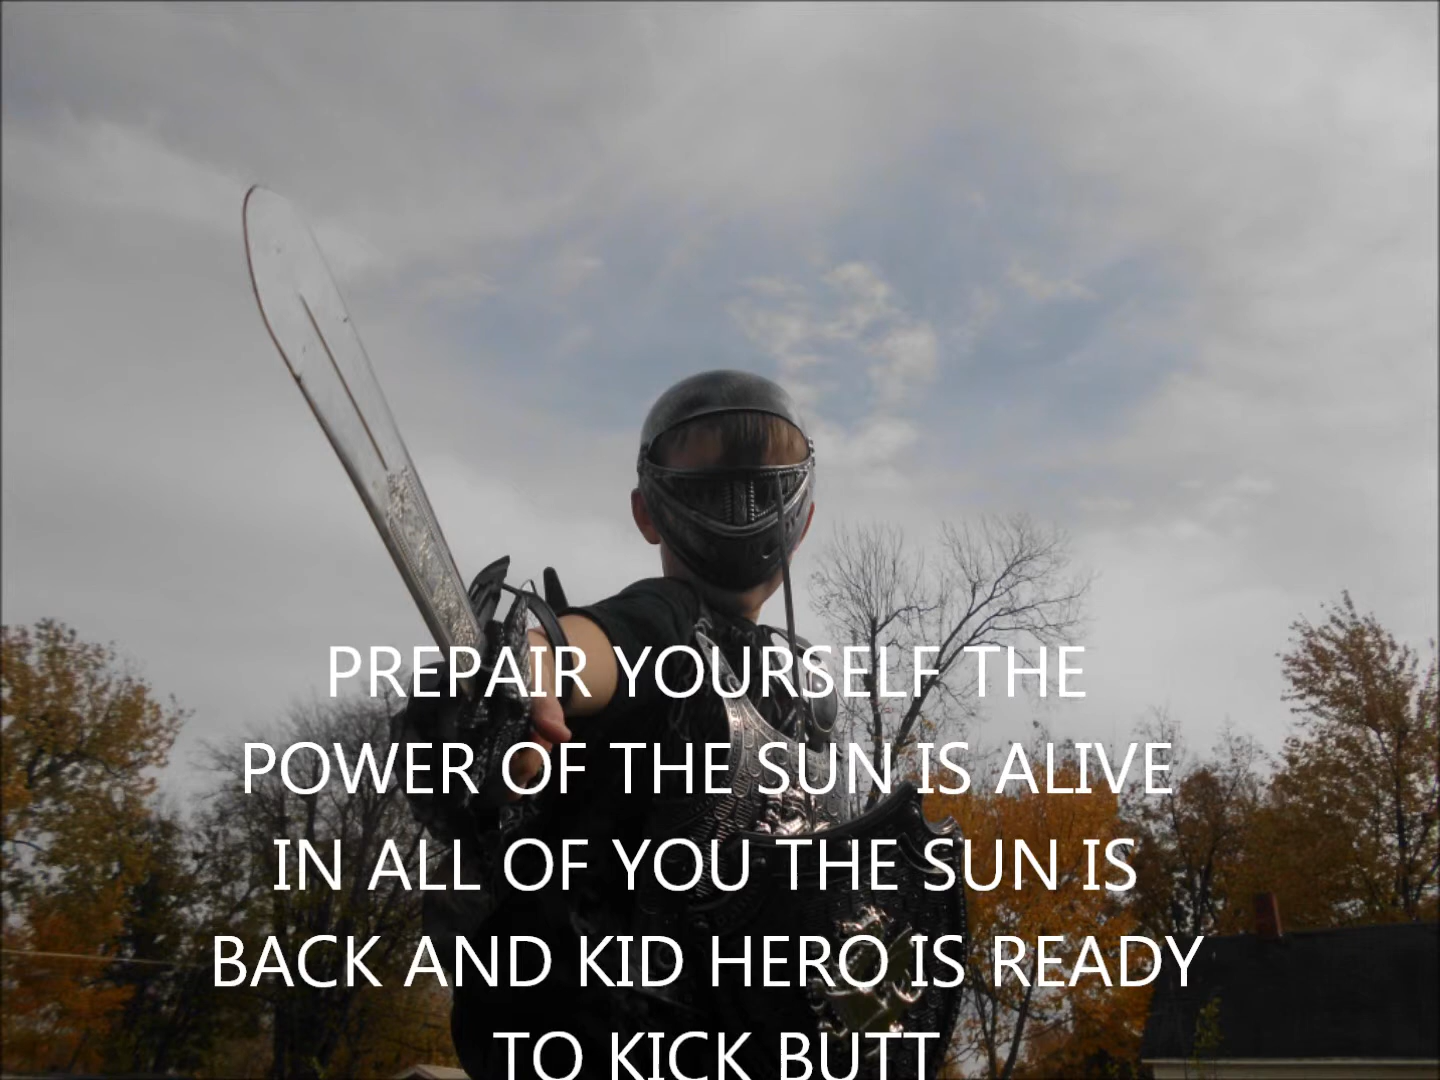 PREPAIR YOURSELF THE
POWER OF THE SUN IS ALIVE
IN ALL OF YOU THE SUN IS
BACK AND KID HERO IS READY
TO KICK BUTT